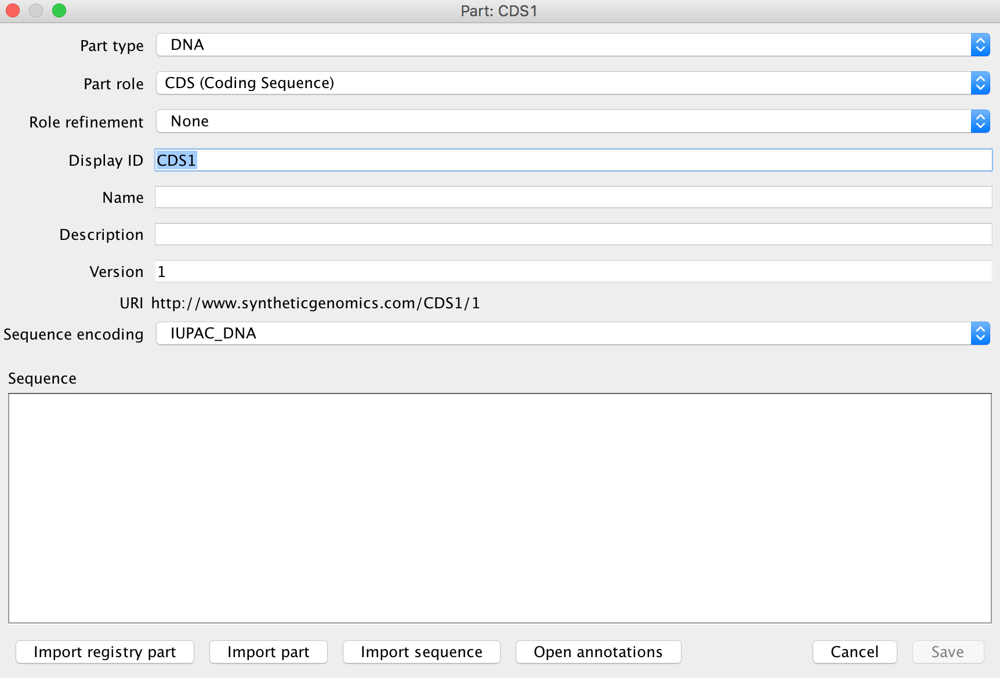 Part: CDS1
Part type DNA
Part role CDS (Coding Sequence)
Role refinement None
Display ID CDS1
Name
Description
Version 1
URI http://www.syntheticgenomics.com/CDS1/1
Sequence encoding IUPAC_DNA
Sequence
Import registry part Import part Import sequence Open annotations Cancel Save